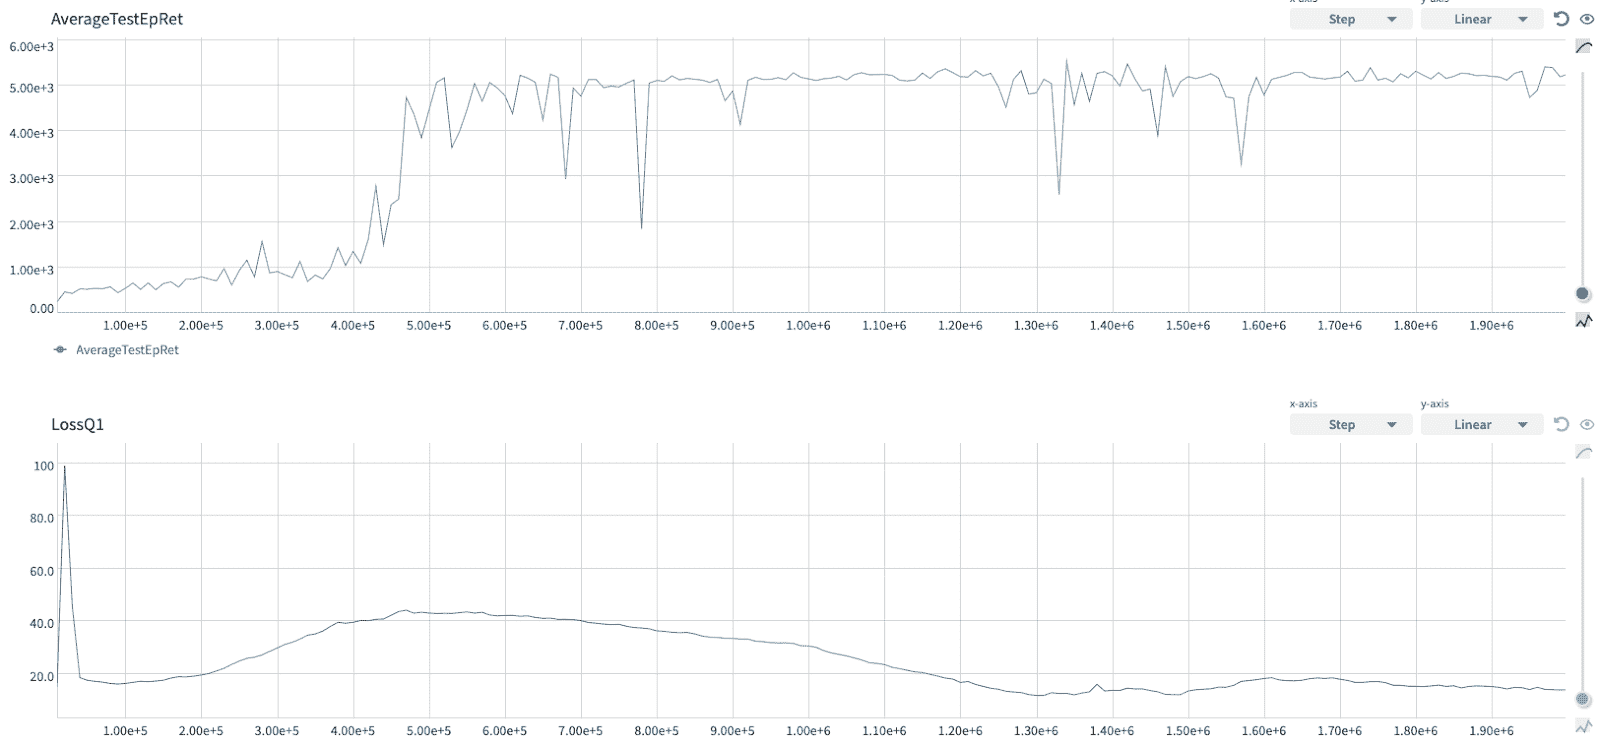 x-axis y-axis
AverageTestEpRet Step Linear
6.00e+3
5.00e+3
4.00e+3
3.00e+3
2.00e+3
1.00e+3
0.00
1.00e+5 2.00e+5 3.00e+5 4.00e+5 5.00e+5 6.00e+5 7.00e+5 8.00e+5 9.00e+5 1.00e+6 1.10e+6 1.20e+6 1.30e+6 1.40e+6 1.50e+6 1.60e+6 1.70e+6 1.80e+6 1.90e+6
AverageTestEpRet
x-axis y-axis
LossQ1 Step Linear
100
80.0
60.0
40.0
20.0
1.00e+5 2.00e+5 3.00e+5 4.00e+5 5.00e+5 6.00e+5 7.00e+5 8.00e+5 9.00e+5 1.00e+6 1.10e+6 1.20e+6 1.30e+6 1.40e+6 1.50e+6 1.60e+6 1.70e+6 1.80e+6 1.90e+6